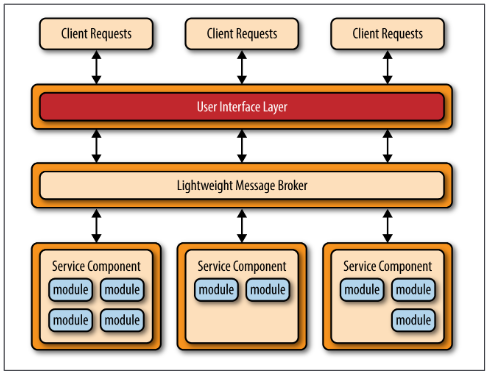 Client Requests
Client Requests
Client Requests
User Interface Layer
Lightweight Message Broker
Service Component
module module
module module
Service Component
module module
Service Component
module module
module